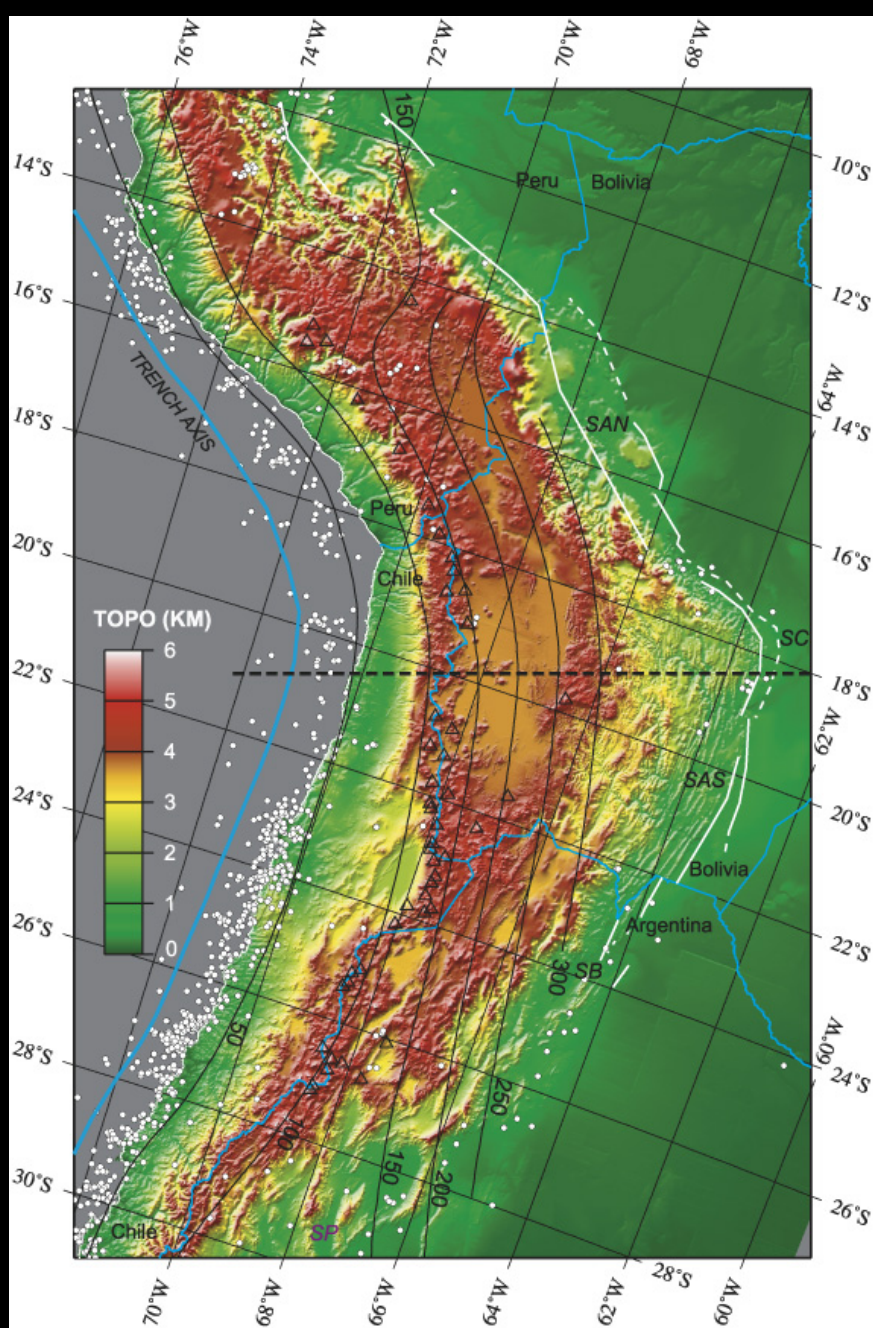 76°W
74°W
72°W
70°W
68°W
14°S
16°S
18°S
20°S
22°S
24°S
26°S
28°S
30°S
10°S
12°S
64°W
14°S
16°S
18°S
62°W
20°S
22°S
60°W
24°S
26°S
28°S
70°W
68°W
66°W
64°W
62°W
60°W
150
Peru
Bolivia
TRENCH AXIS
SAN
Peru
Chile
SC
TOPO (KM)
6
5
4
3
2
1
0
SAS
Bolivia
Argentina
SB
300
50
250
100
150
200
Chile
SP